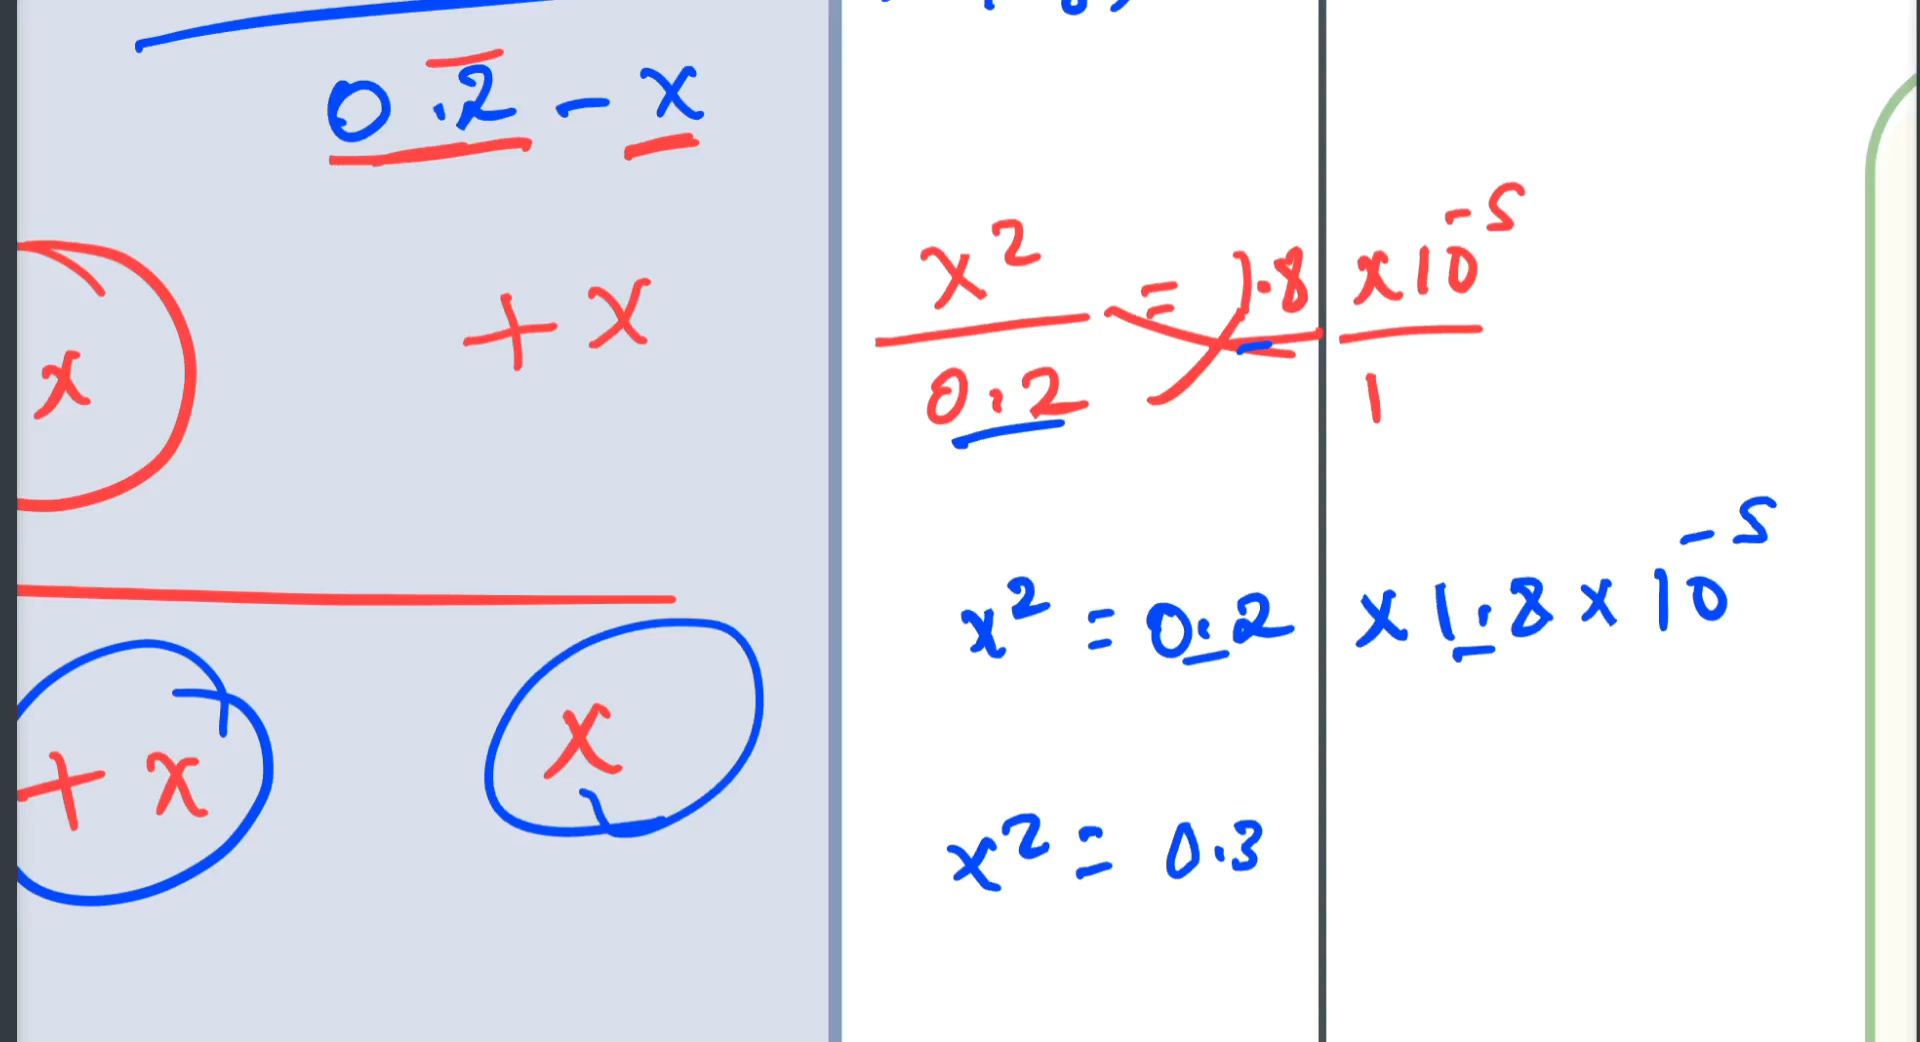 0.2 - x
x
+ x
+ x
x
x² = 1.8 x10⁻⁵
0.2 1
x² = 0.2 x 1.8 x 10⁻⁵
x² = 0.3